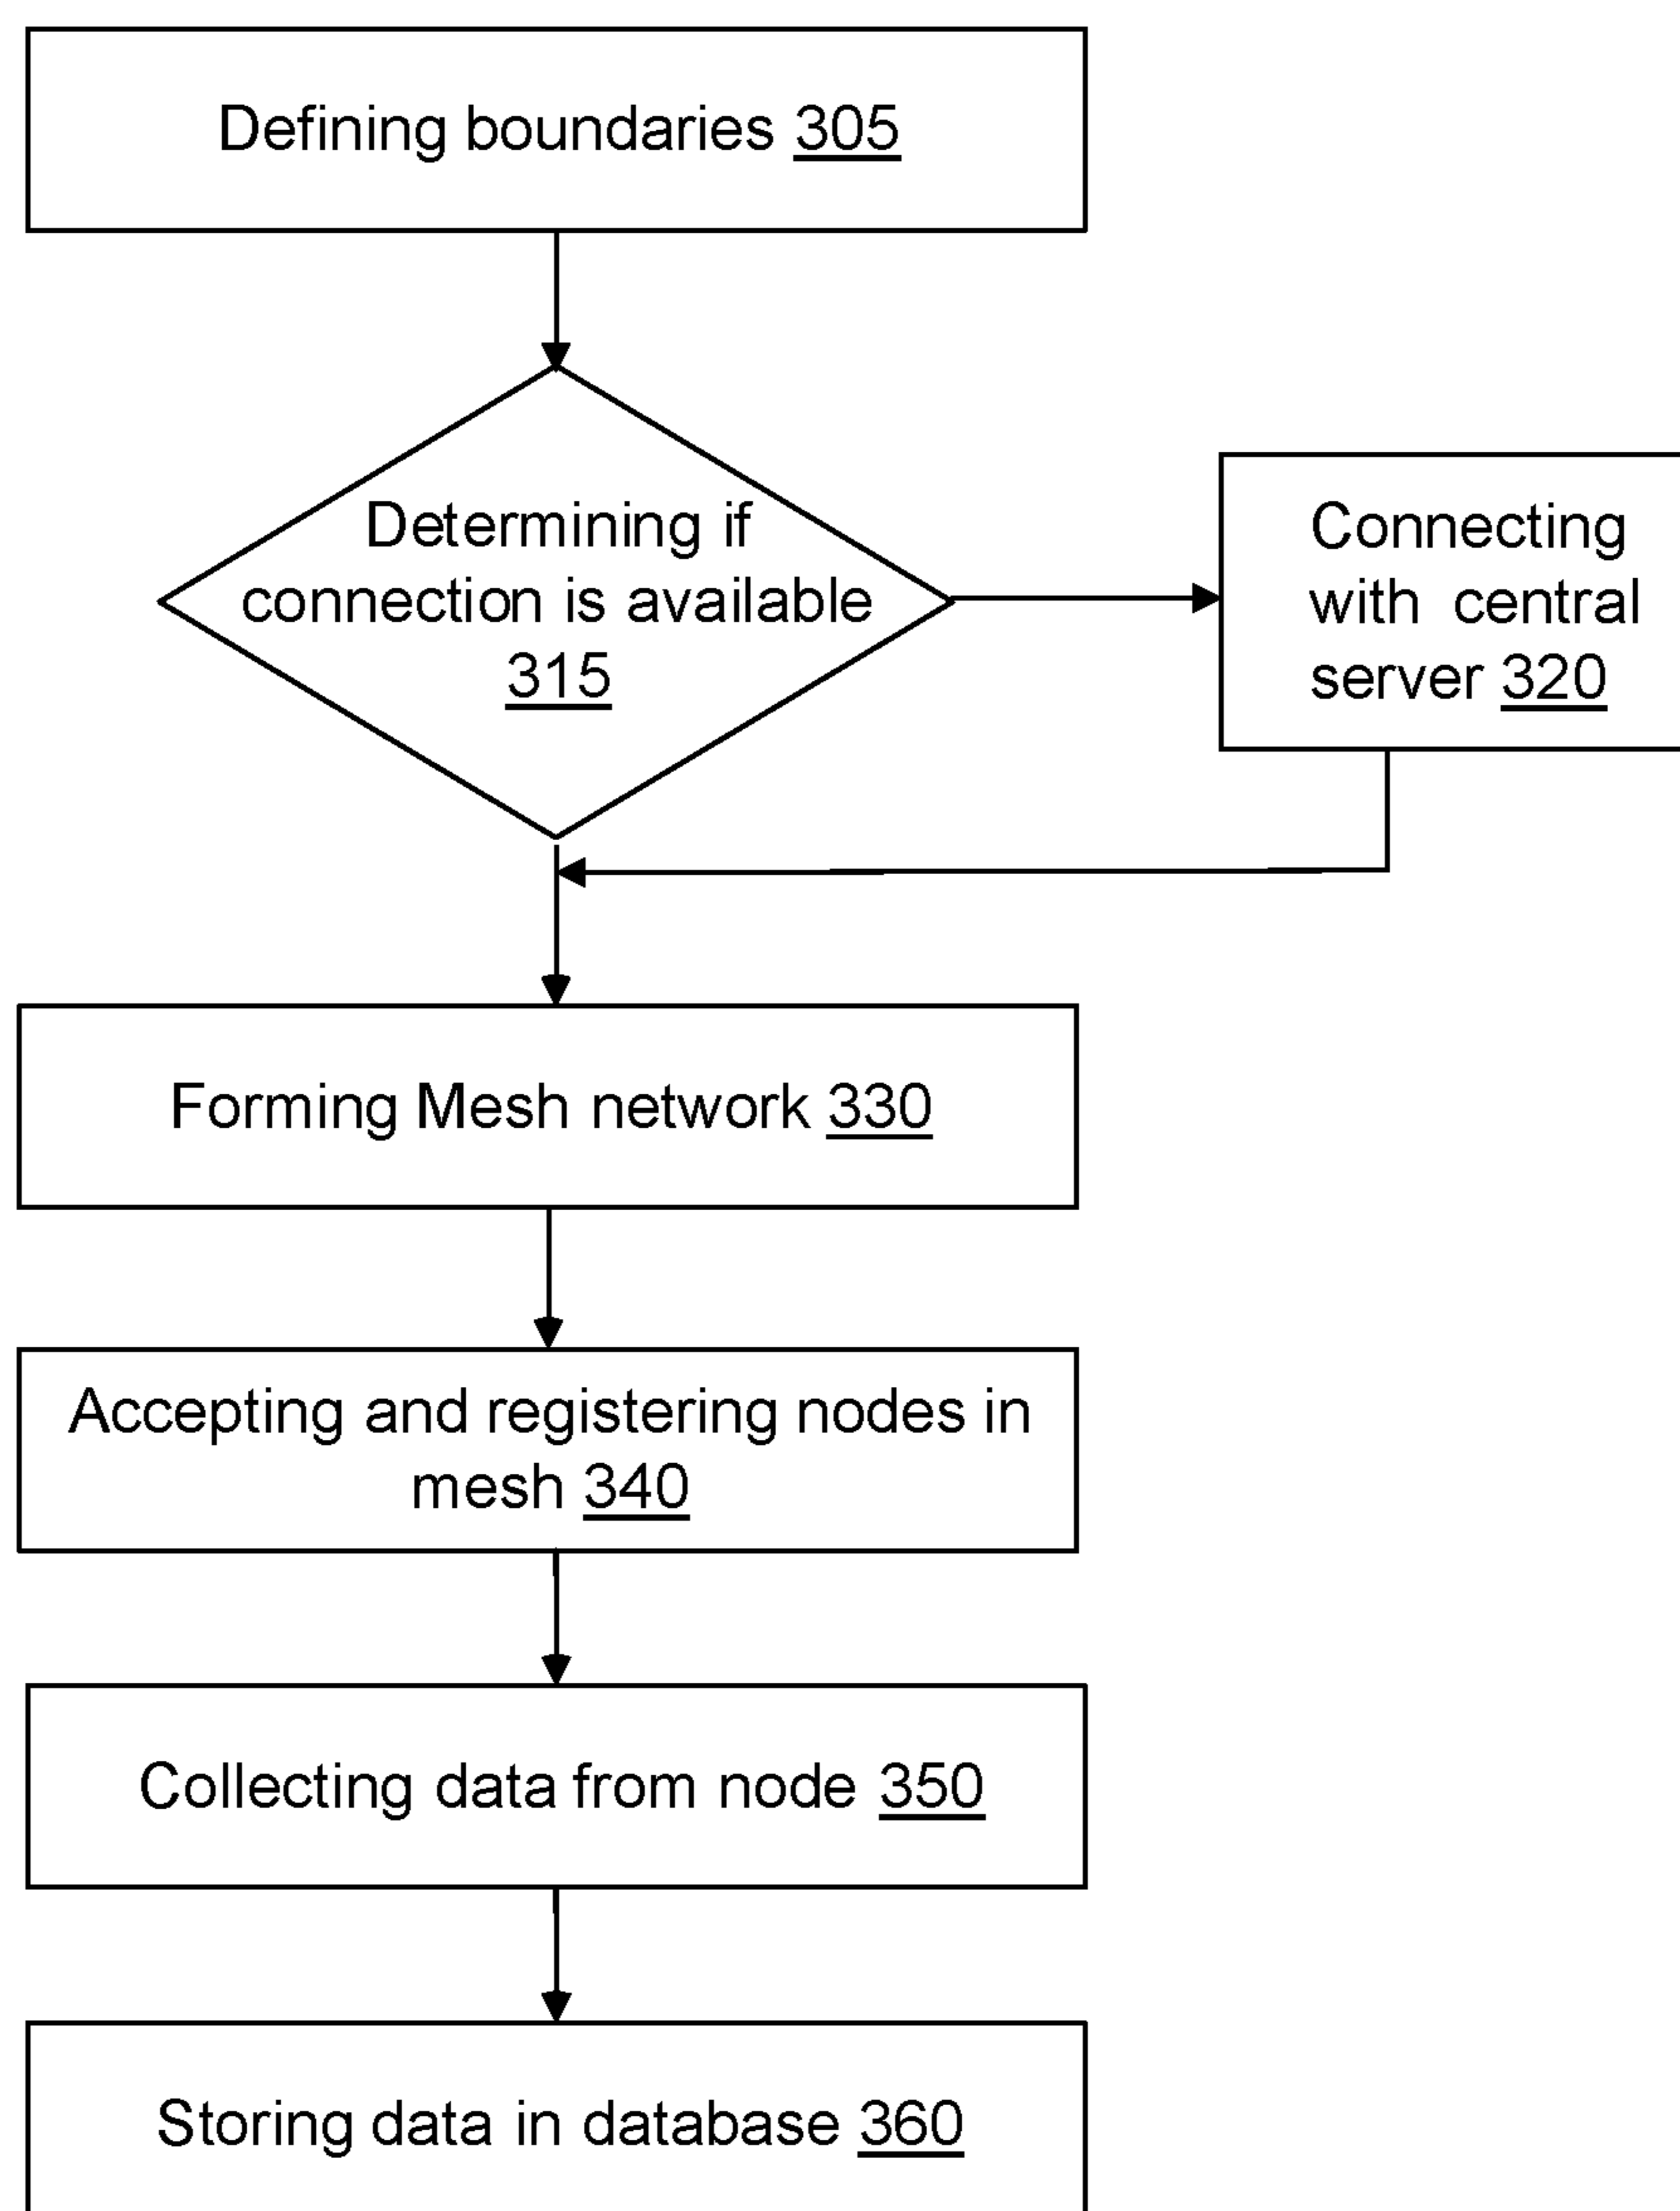 Defining boundaries 305
Determining if
connection is available
315
Connecting
with central
server 320
Forming Mesh network 330
Accepting and registering nodes in
mesh 340
Collecting data from node 350
Storing data in database 360